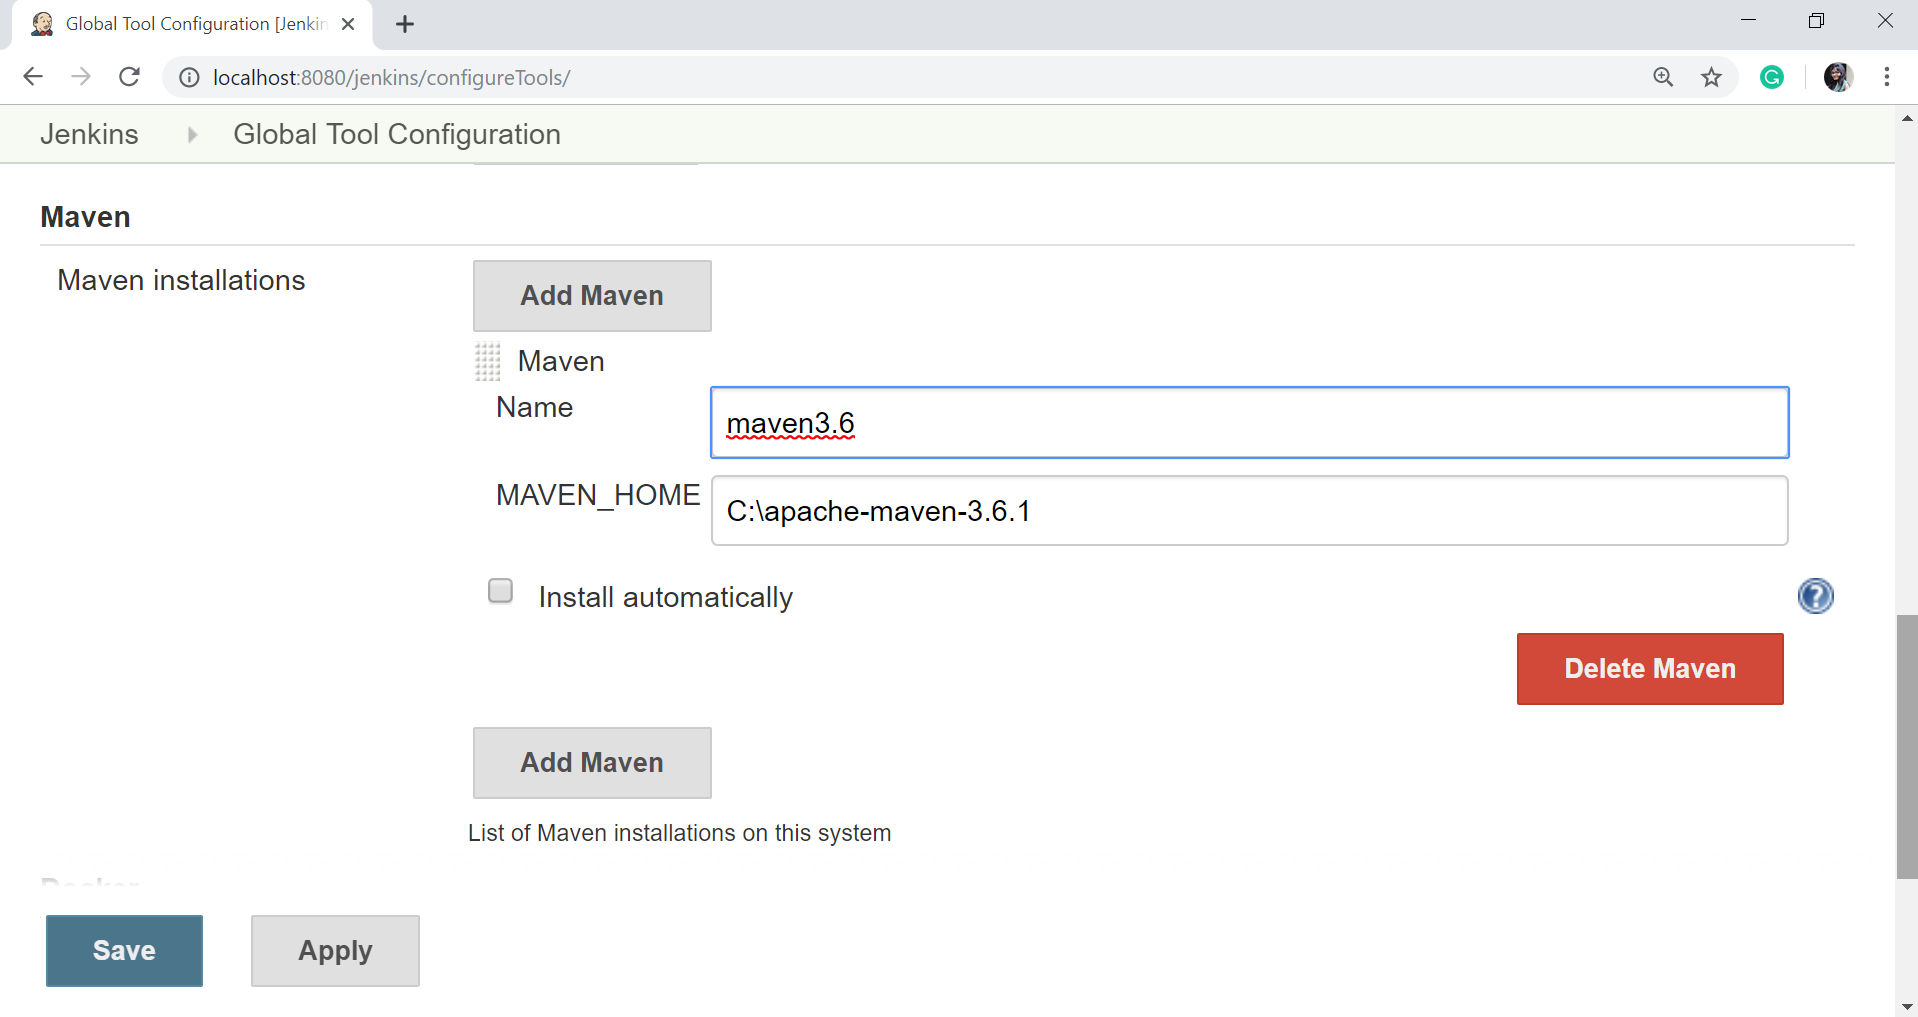 Global Tool Configuration [Jenkin
localhost:8080/jenkins/configureTools/
Jenkins Global Tool Configuration
Maven
Maven installations
Add Maven
Maven
Name
maven3.6
MAVEN_HOME
C:\apache-maven-3.6.1
Install automatically
Delete Maven
Add Maven
List of Maven installations on this system
Docker
Save
Apply